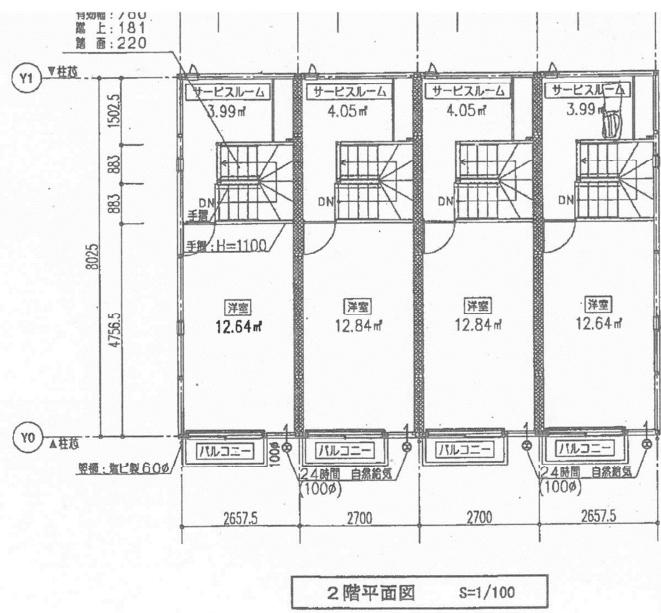 有効幅:760
蹴 上:181
踏 面:220
Y1 ▼柱芯
サービスルーム サービスルーム サービスルーム サービスルーム
3.99㎡ 4.05㎡ 4.05㎡ 3.99㎡
1502.5
883
883
8025
4756.5
DN DN DN DN
手摺
手摺:H=1100
洋室 洋室 洋室 洋室
12.64㎡ 12.84㎡ 12.84㎡ 12.64㎡
Y0 ▲柱芯
バルコニー バルコニー バルコニー バルコニー
竪樋:塩ビ製60φ
100φ
24時間 自然給気 24時間 自然給気
(100φ) (100φ)
2657.5 2700 2700 2657.5
2階平面図 S=1/100